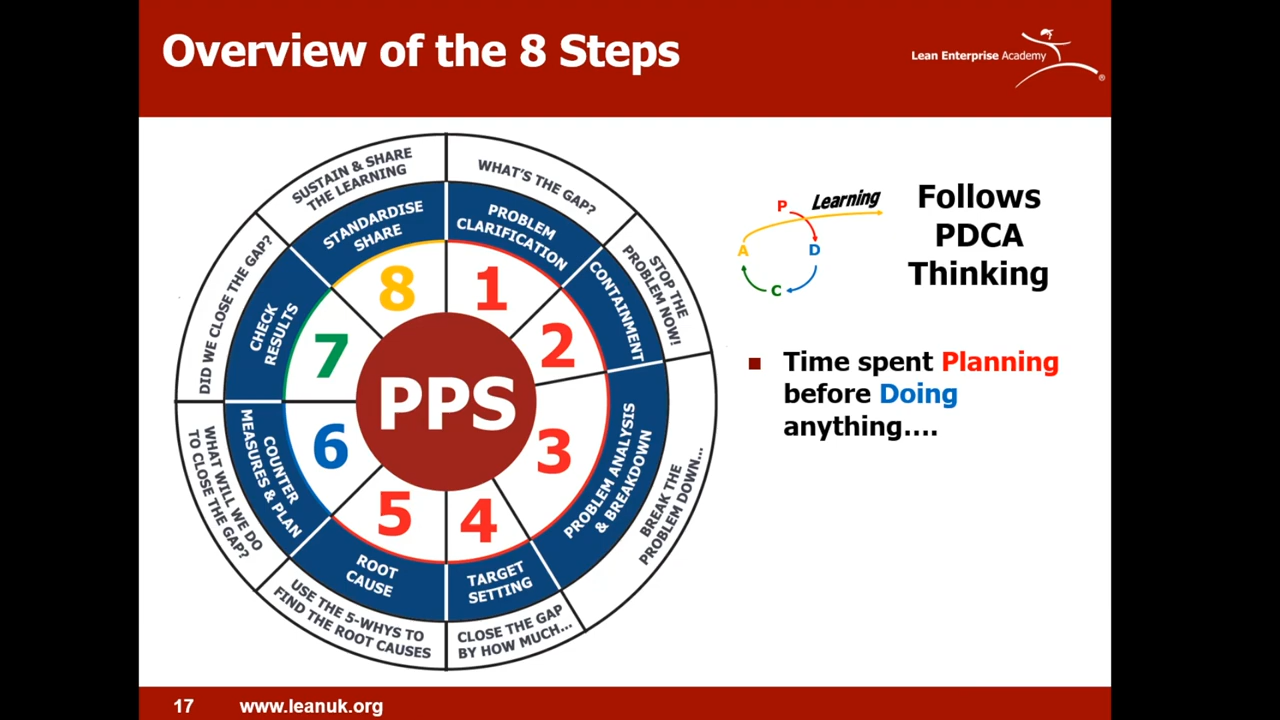 Overview of the 8 Steps
Lean Enterprise Academy
®
WHAT'S THE GAP?
PROBLEM
CLARIFICATION
1
STOP THE
PROBLEM NOW!
CONTAINMENT
2
BREAK THE
PROBLEM DOWN...
PROBLEM ANALYSIS
& BREAKDOWN
3
CLOSE THE GAP
BY HOW MUCH...
TARGET
SETTING
4
USE THE 5-WHYS TO
FIND THE ROOT CAUSES
ROOT
CAUSE
5
WHAT WILL WE DO
TO CLOSE THE GAP?
COUNTER
MEASURES & PLAN
6
DID WE CLOSE THE GAP?
CHECK
RESULTS
7
SUSTAIN & SHARE
THE LEARNING
STANDARDISE
SHARE
8
PPS
P
Learning
A
D
C
Follows
PDCA
Thinking
Time spent Planning
before Doing
anything....
17
www.leanuk.org